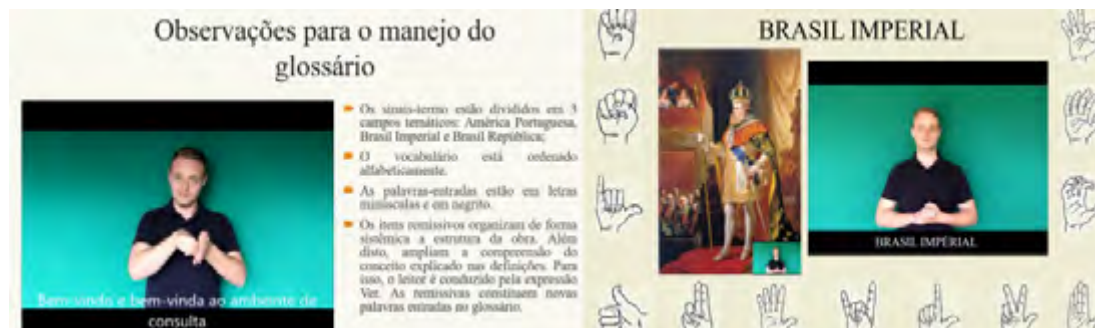 Observações para o manejo do
glossário
Os sinais-termo estão divididos em 3
campos temáticos: América Portuguesa,
Brasil Imperial e Brasil República;
O vocabulário está ordenado
alfabeticamente.
As palavras-entradas estão em letras
minúsculas e em negrito.
Os itens remissivos organizam de forma
sistêmica a estrutura da obra. Além
disto, ampliam a compreensão do
conceito explicado nas definições. Para
isso, o leitor é conduzido pela expressão
Ver. As remissivas constituem novas
palavras entradas no glossário.
Bem-vindo e bem-vinda ao ambiente de
consulta
BRASIL IMPERIAL
BRASIL IMPÉRIAL